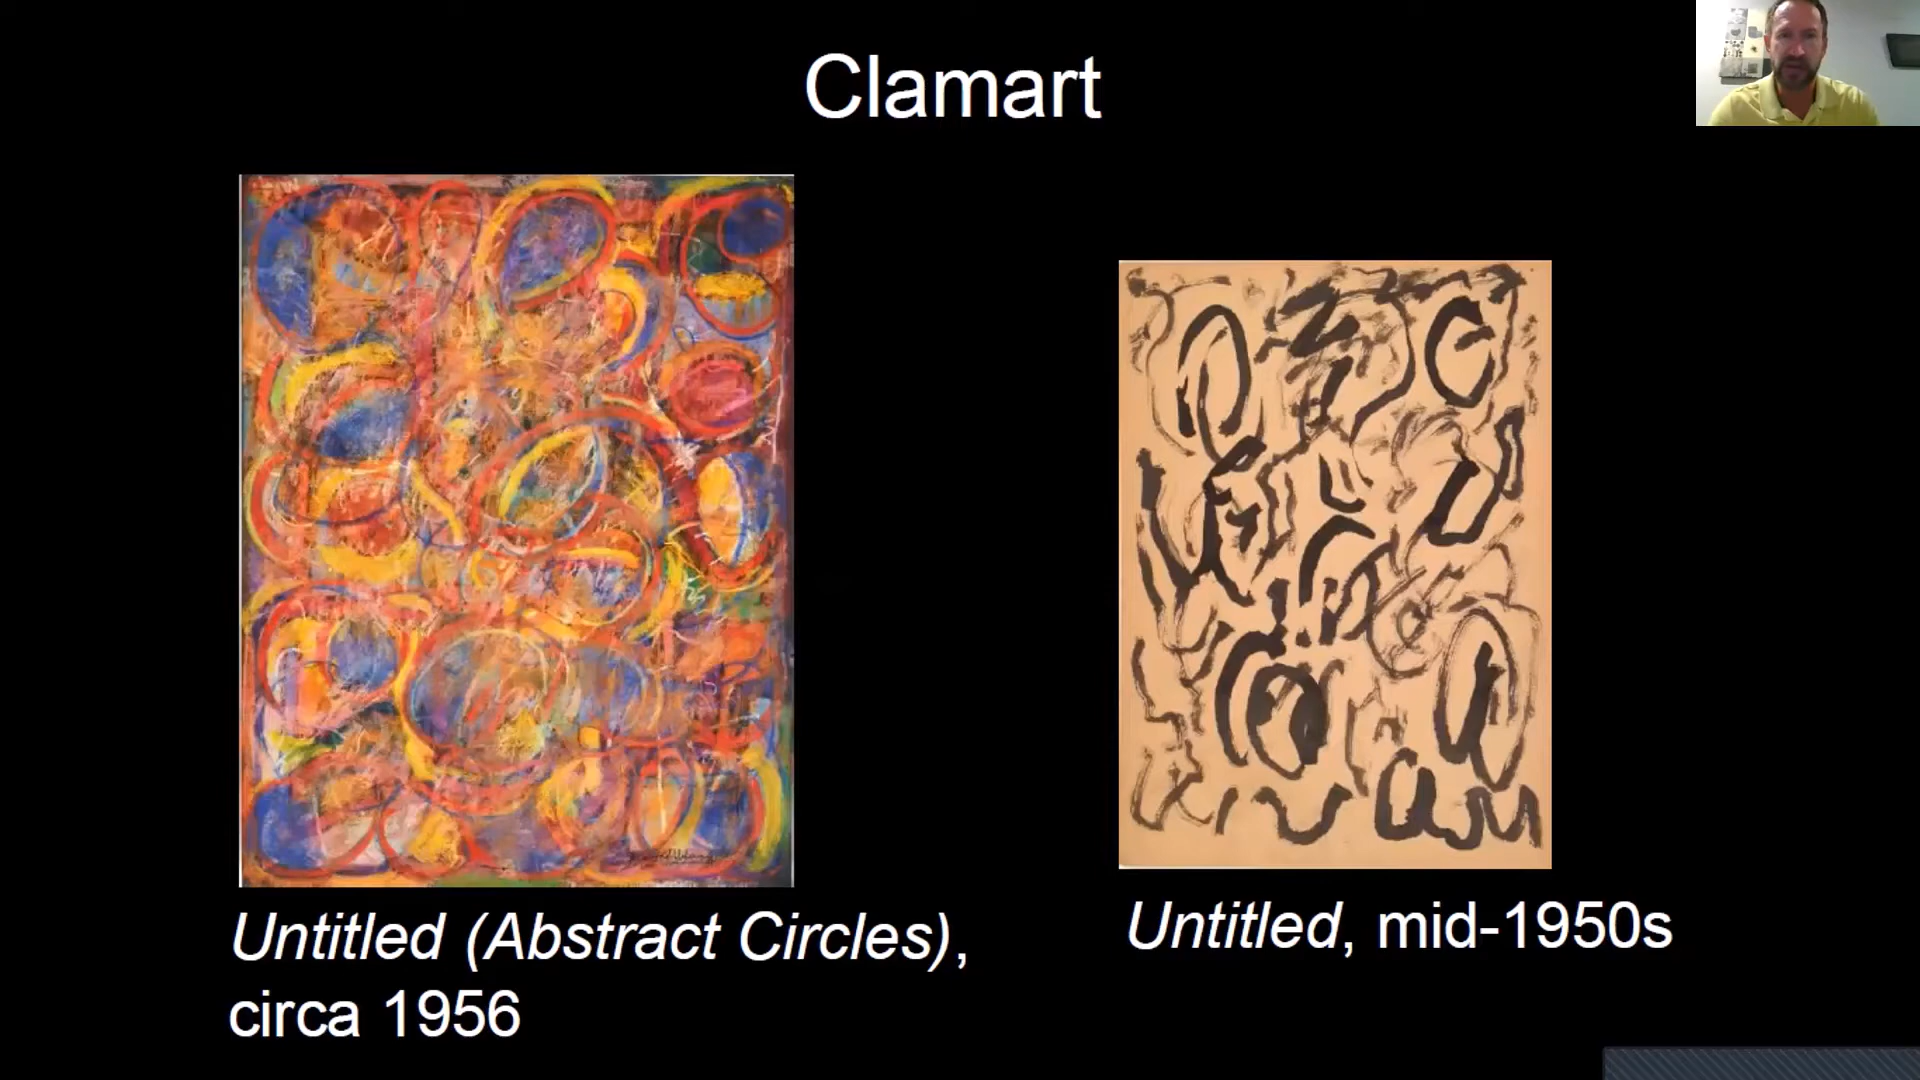 Clamart
Untitled (Abstract Circles),
circa 1956
Untitled, mid-1950s